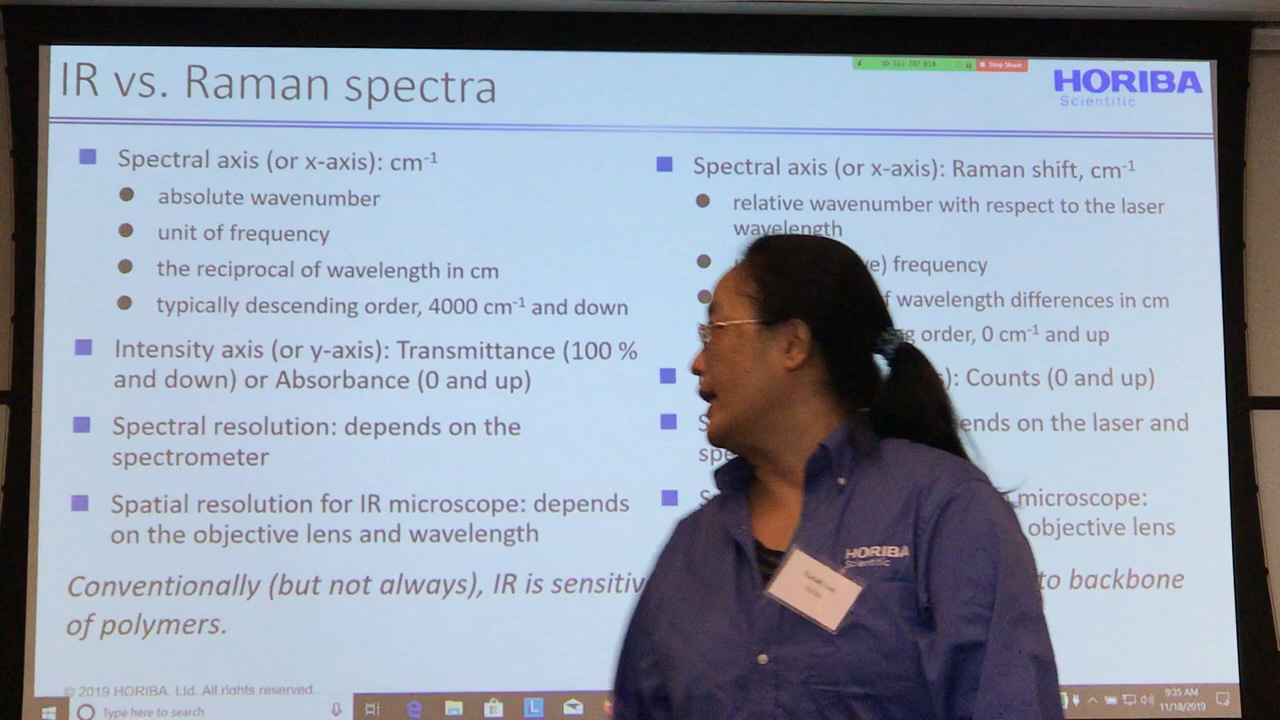 IR vs. Raman spectra
Stop Share
HORIBA
Scientific
Spectral axis (or x-axis): cm⁻¹
absolute wavenumber
unit of frequency
the reciprocal of wavelength in cm
typically descending order, 4000 cm⁻¹ and down
Intensity axis (or y-axis): Transmittance (100 %
and down) or Absorbance (0 and up)
Spectral resolution: depends on the
spectrometer
Spatial resolution for IR microscope: depends
on the objective lens and wavelength
Spectral axis (or x-axis): Raman shift, cm⁻¹
relative wavenumber with respect to the laser
wavelength
frequency
wavelength differences in cm
order, 0 cm⁻¹ and up
Counts (0 and up)
on the laser and
microscope:
objective lens
Conventionally (but not always), IR is to backbone
of polymers.
HORIBA
Scientific
© 2019 HORIBA, Ltd. All rights reserved.
Type here to search
9:35 AM
11/18/2019